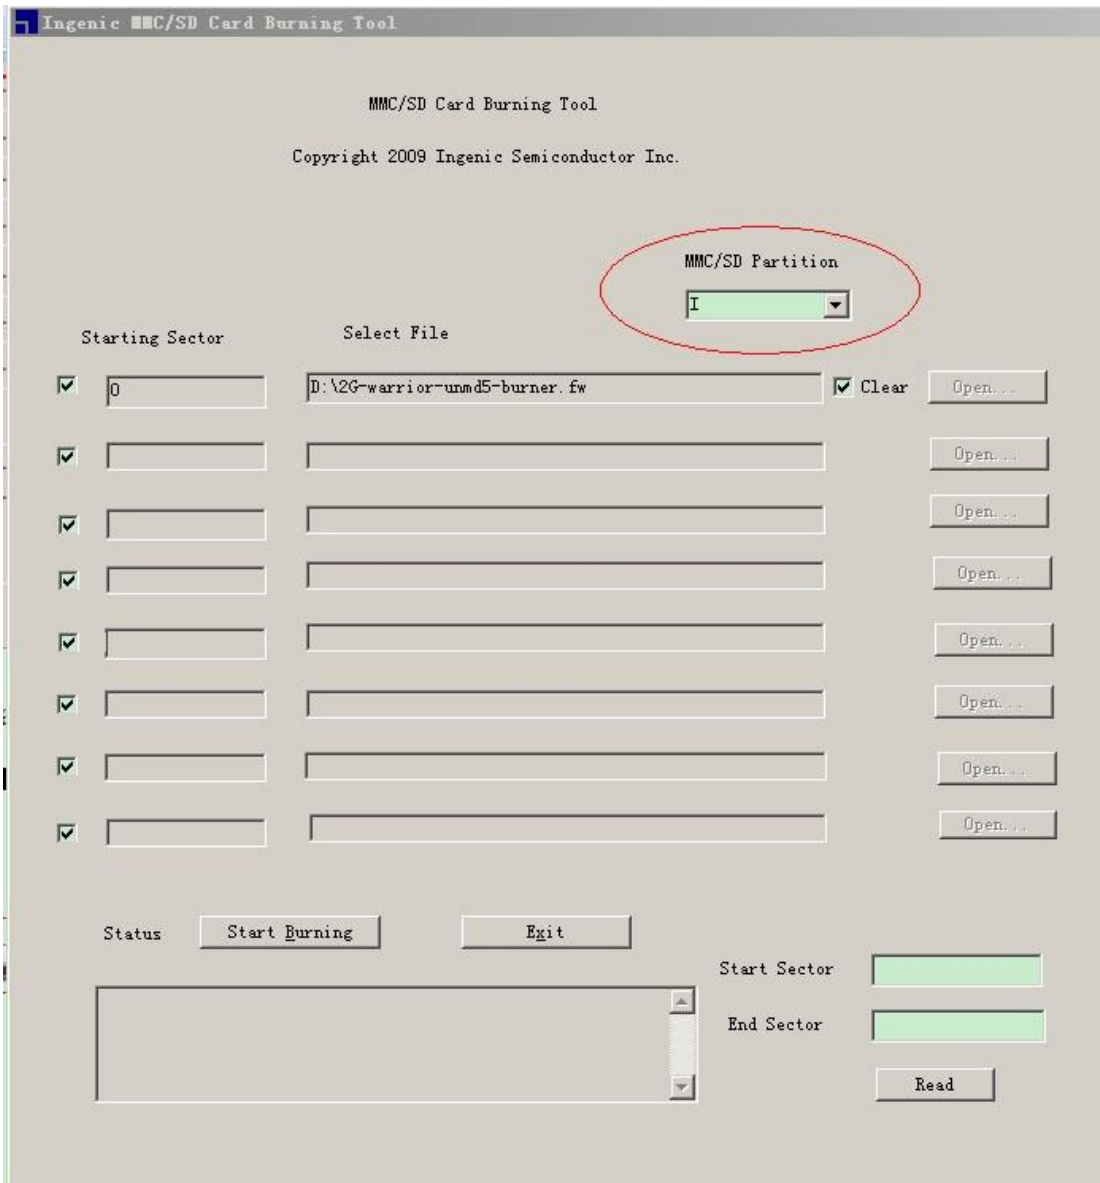 Ingenic MMC/SD Card Burning Tool
MMC/SD Card Burning Tool
Copyright 2009 Ingenic Semiconductor Inc.
MMC/SD Partition
I
Starting Sector
Select File
0
D:\2G-warrior-unmd5-burner.fw
Clear
Open...
Open...
Open...
Open...
Open...
Open...
Open...
Open...
Status
Start Burning
Exit
Start Sector
End Sector
Read